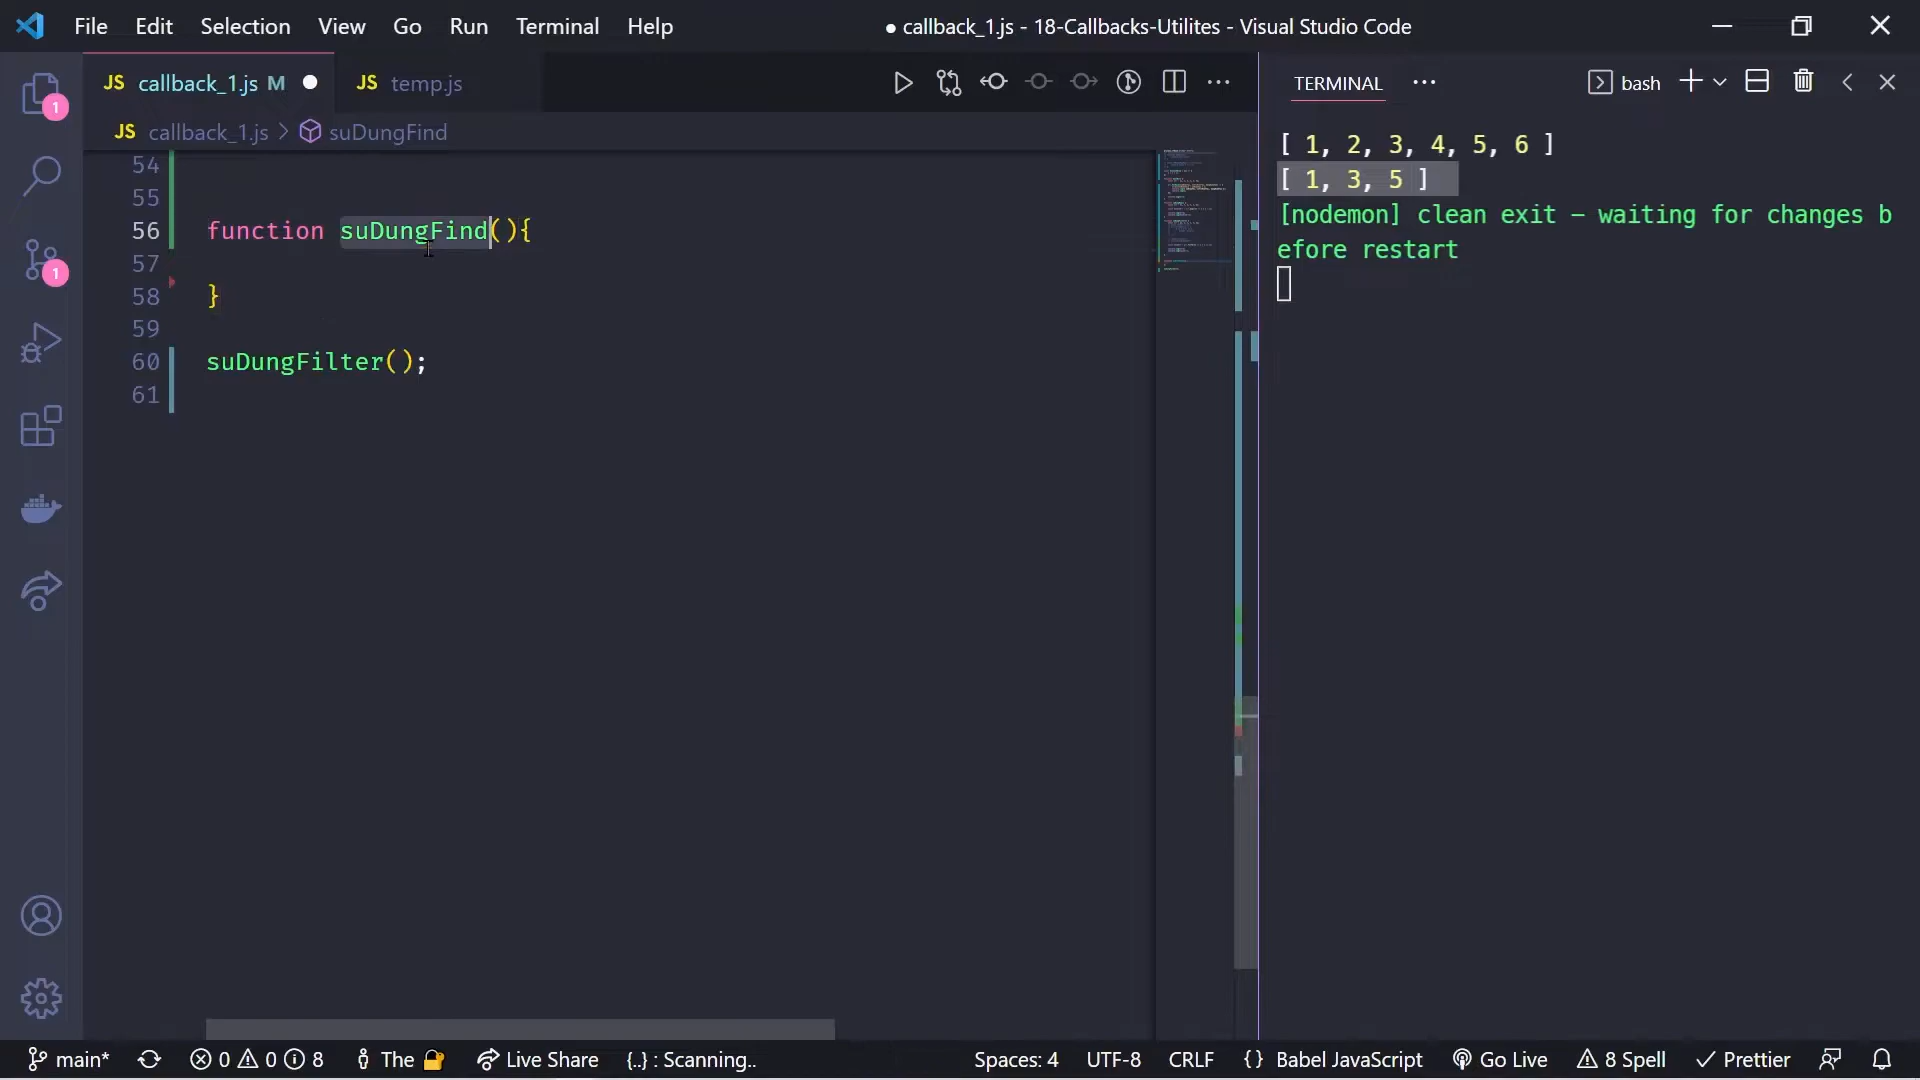 File Edit Selection View Go Run Terminal Help
● callback_1.js - 18-Callbacks-Utilites - Visual Studio Code
JS callback_1.js M
JS temp.js
JS callback_1.js > suDungFind
54
55
56 function suDungFind(){
57
58 }
59
60 suDungFilter();
61
TERMINAL
bash
[ 1, 2, 3, 4, 5, 6 ]
[ 1, 3, 5 ]
[nodemon] clean exit – waiting for changes b
efore restart
1
1
main* 0 0 8 The Live Share {..} : Scanning.. Spaces: 4 UTF-8 CRLF {} Babel JavaScript Go Live 8 Spell Prettier